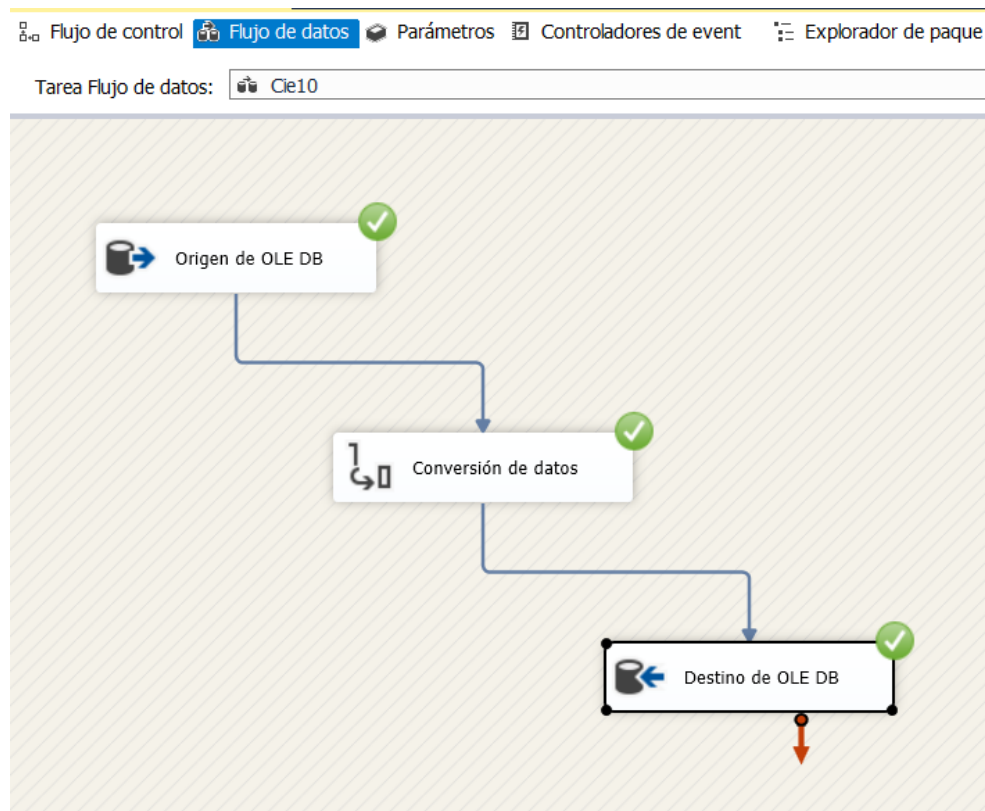 Flujo de control Flujo de datos Parámetros Controladores de event Explorador de paque
Tarea Flujo de datos: Cie10
Origen de OLE DB
Conversión de datos
Destino de OLE DB